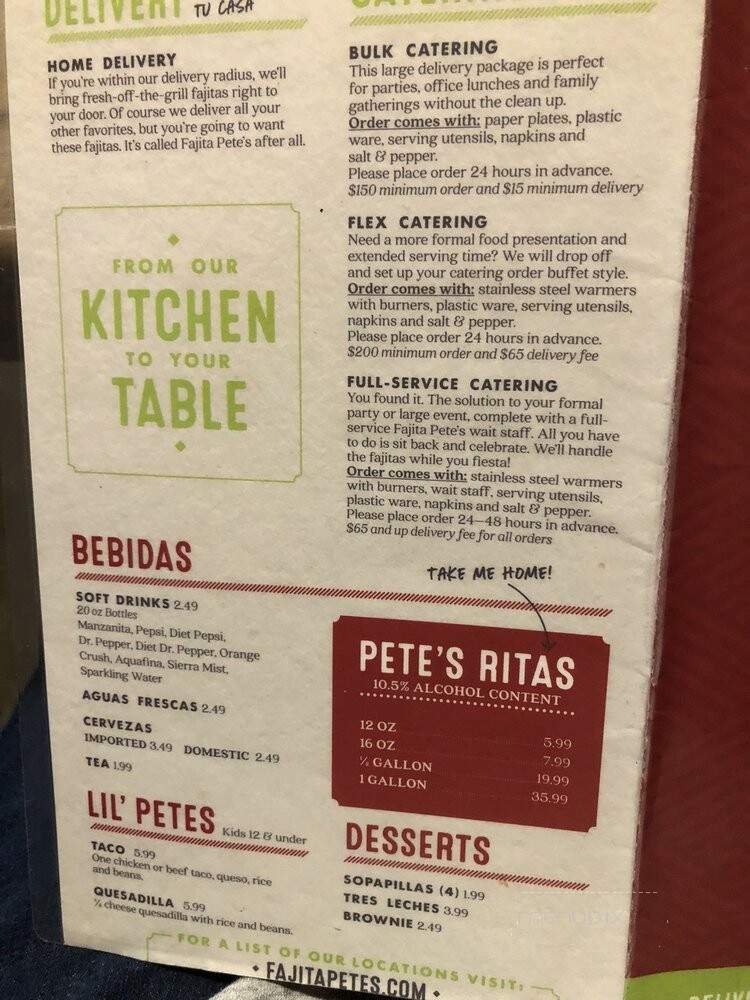 DELIVERY TU CASA
HOME DELIVERY
If you're within our delivery radius, we'll
bring fresh-off-the-grill fajitas right to
your door. Of course we deliver all your
other favorites, but you're going to want
these fajitas. It's called Fajita Pete's after all.
FROM OUR
KITCHEN
TO YOUR
TABLE
BULK CATERING
This large delivery package is perfect
for parties, office lunches and family
gatherings without the clean up.
Order comes with: paper plates, plastic
ware, serving utensils, napkins and
salt & pepper.
Please place order 24 hours in advance.
$150 minimum order and $15 minimum delivery
FLEX CATERING
Need a more formal food presentation and
extended serving time? We will drop off
and set up your catering order buffet style.
Order comes with: stainless steel warmers
with burners, plastic ware, serving utensils,
napkins and salt & pepper.
Please place order 24 hours in advance.
$200 minimum order and $65 delivery fee
FULL-SERVICE CATERING
You found it. The solution to your formal
party or large event, complete with a full-
service Fajita Pete's wait staff. All you have
to do is sit back and celebrate. We'll handle
the fajitas while you fiesta!
Order comes with: stainless steel warmers
with burners, wait staff, serving utensils,
plastic ware, napkins and salt & pepper.
Please place order 24–48 hours in advance.
$65 and up delivery fee for all orders
BEBIDAS
SOFT DRINKS 2.49
20 oz Bottles
Manzanita, Pepsi, Diet Pepsi,
Dr. Pepper, Diet Dr. Pepper, Orange
Crush, Aquafina, Sierra Mist,
Sparkling Water
AGUAS FRESCAS 2.49
CERVEZAS
IMPORTED 3.49 DOMESTIC 2.49
TEA 1.99
TAKE ME HOME!
PETE'S RITAS
10.5% ALCOHOL CONTENT
12 OZ 5.99
16 OZ 7.99
½ GALLON 19.99
1 GALLON 35.99
LIL' PETES Kids 12 & under
TACO 5.99
One chicken or beef taco, queso, rice
and beans.
QUESADILLA 5.99
½ cheese quesadilla with rice and beans.
DESSERTS
SOPAPILLAS (4) 1.99
TRES LECHES 3.99
BROWNIE 2.49
FOR A LIST OF OUR LOCATIONS VISIT:
• FAJITAPETES.COM •